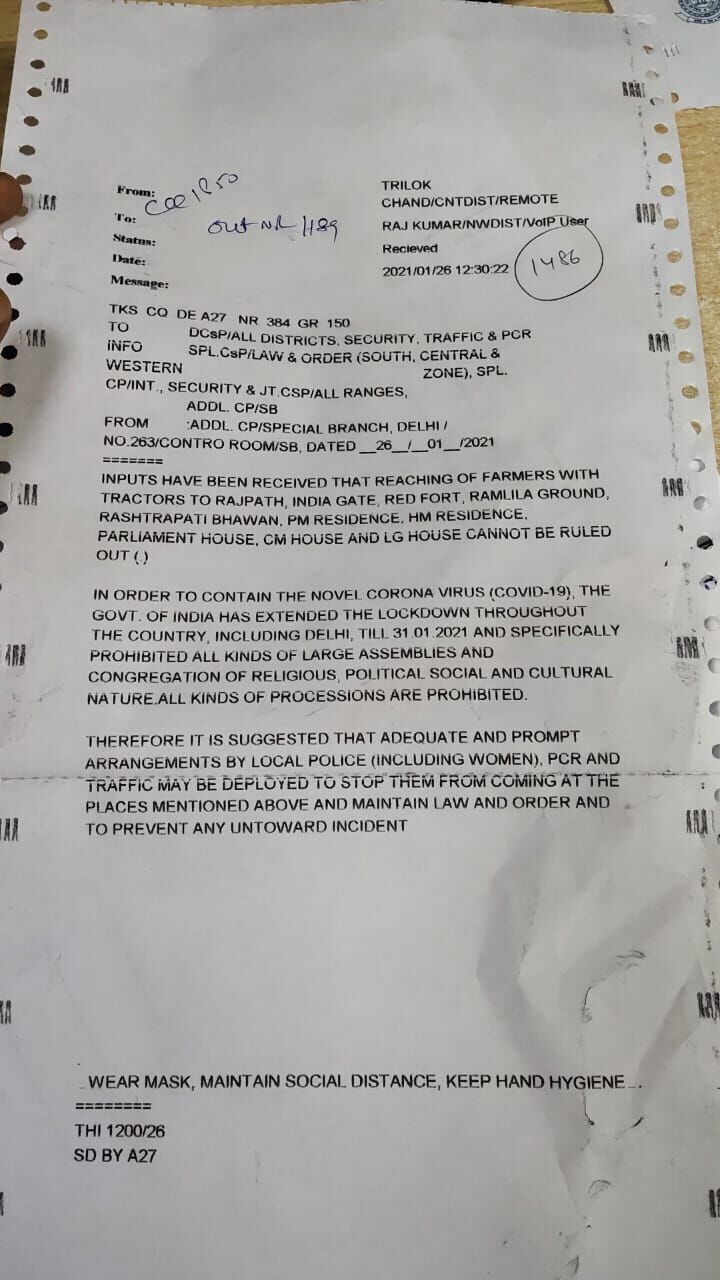 From:
TRILOK
CHAND/CNTDIST/REMOTE
To:
RAJ KUMAR/NWDIST/VoIP User
out NR 1189
Status:
Recieved
Date:
2021/01/26 12:30:22
1486
Message:
TKS CQ DE A27 NR 384 GR 150
TO DCsP/ALL DISTRICTS, SECURITY, TRAFFIC & PCR
INFO SPL.CsP/LAW & ORDER (SOUTH, CENTRAL &
WESTERN ZONE), SPL.
CP/INT., SECURITY & JT.CSP/ALL RANGES,
ADDL. CP/SB
FROM :ADDL. CP/SPECIAL BRANCH, DELHI /
NO.263/CONTRO ROOM/SB, DATED __26__/__01__/2021
=======
INPUTS HAVE BEEN RECEIVED THAT REACHING OF FARMERS WITH
TRACTORS TO RAJPATH, INDIA GATE, RED FORT, RAMLILA GROUND,
RASHTRAPATI BHAWAN, PM RESIDENCE, HM RESIDENCE,
PARLIAMENT HOUSE, CM HOUSE AND LG HOUSE CANNOT BE RULED
OUT (.)
IN ORDER TO CONTAIN THE NOVEL CORONA VIRUS (COVID-19), THE
GOVT. OF INDIA HAS EXTENDED THE LOCKDOWN THROUGHOUT
THE COUNTRY, INCLUDING DELHI, TILL 31.01.2021 AND SPECIFICALLY
PROHIBITED ALL KINDS OF LARGE ASSEMBLIES AND
CONGREGATION OF RELIGIOUS, POLITICAL SOCIAL AND CULTURAL
NATURE.ALL KINDS OF PROCESSIONS ARE PROHIBITED.
THEREFORE IT IS SUGGESTED THAT ADEQUATE AND PROMPT
ARRANGEMENTS BY LOCAL POLICE (INCLUDING WOMEN), PCR AND
TRAFFIC MAY BE DEPLOYED TO STOP THEM FROM COMING AT THE
PLACES MENTIONED ABOVE AND MAINTAIN LAW AND ORDER AND
TO PREVENT ANY UNTOWARD INCIDENT
_WEAR MASK, MAINTAIN SOCIAL DISTANCE, KEEP HAND HYGIENE_.
========
THI 1200/26
SD BY A27